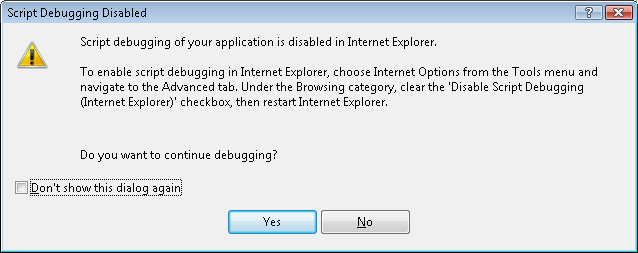 Script Debugging Disabled
Script debugging of your application is disabled in Internet Explorer.
To enable script debugging in Internet Explorer, choose Internet Options from the Tools menu and
navigate to the Advanced tab. Under the Browsing category, clear the 'Disable Script Debugging
(Internet Explorer)' checkbox, then restart Internet Explorer.
Do you want to continue debugging?
Don't show this dialog again
Yes
No